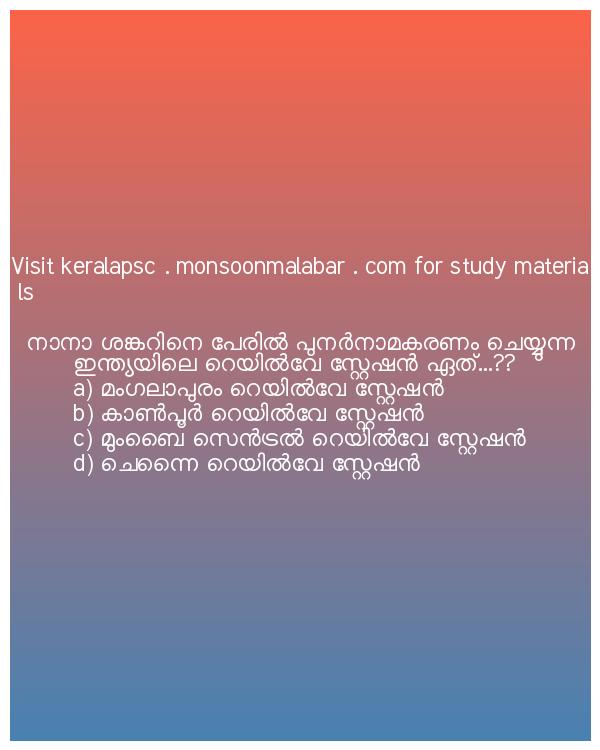 Visit keralapsc . monsoonmalabar . com for study materia
ls
നാനാ ശങ്കറിനെ പേരിൽ പുനർനാമകരണം ചെയ്യുന്ന
ഇന്ത്യയിലെ റെയിൽവേ സ്റ്റേഷൻ ഏത്...??
a) മംഗലാപുരം റെയിൽവേ സ്റ്റേഷൻ
b) കാൺപൂർ റെയിൽവേ സ്റ്റേഷൻ
c) മുംബൈ സെൻട്രൽ റെയിൽവേ സ്റ്റേഷൻ
d) ചെന്നൈ റെയിൽവേ സ്റ്റേഷൻ